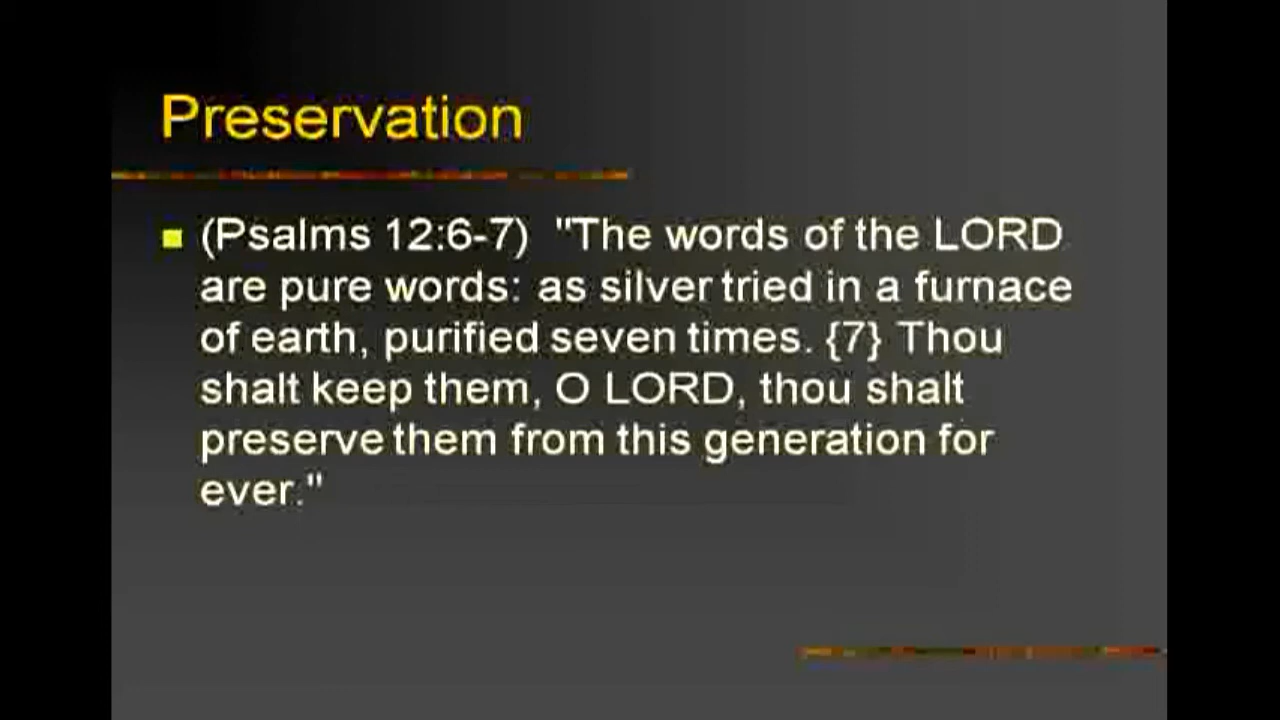 Preservation
(Psalms 12:6-7) "The words of the LORD
are pure words: as silver tried in a furnace
of earth, purified seven times. {7} Thou
shalt keep them, O LORD, thou shalt
preserve them from this generation for
ever."